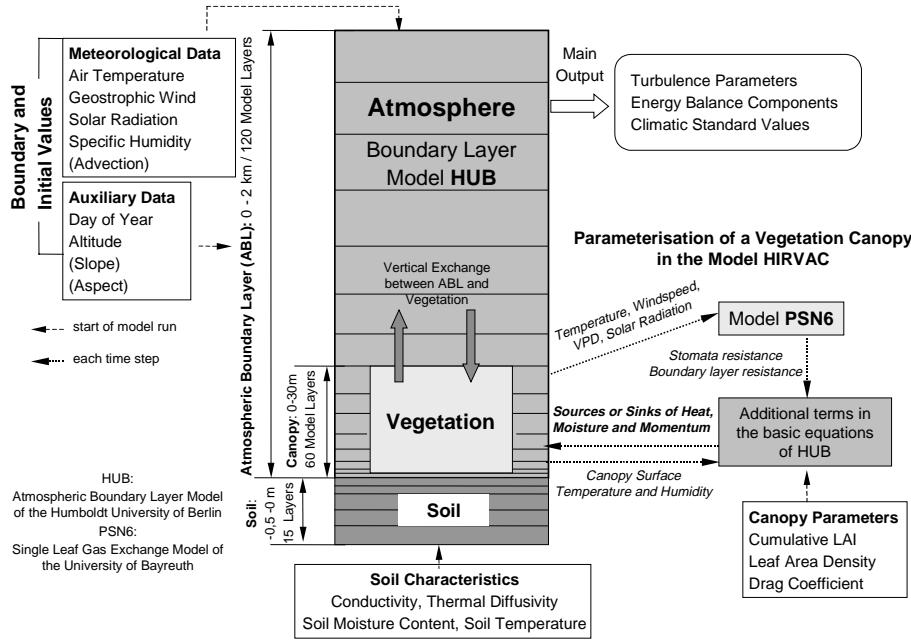 Boundary and
Initial Values
Meteorological Data
Air Temperature
Geostrophic Wind
Solar Radiation
Specific Humidity
(Advection)
Auxiliary Data
Day of Year
Altitude
(Slope)
(Aspect)
start of model run
each time step
HUB:
Atmospheric Boundary Layer Model
of the Humboldt University of Berlin
PSN6:
Single Leaf Gas Exchange Model of
the University of Bayreuth
Atmospheric Boundary Layer (ABL): 0 - 2 km / 120 Model Layers
Canopy: 0-30m
60 Model Layers
Soil:
-0,5 -0 m
15 Layers
Atmosphere
Boundary Layer
Model HUB
Vertical Exchange
between ABL and
Vegetation
Vegetation
Soil
Soil Characteristics
Conductivity, Thermal Diffusivity
Soil Moisture Content, Soil Temperature
Main
Output
Turbulence Parameters
Energy Balance Components
Climatic Standard Values
Parameterisation of a Vegetation Canopy
in the Model HIRVAC
Temperature, Windspeed,
VPD, Solar Radiation
Model PSN6
Stomata resistance
Boundary layer resistance
Sources or Sinks of Heat,
Moisture and Momentum
Additional terms in
the basic equations
of HUB
Canopy Surface
Temperature and Humidity
Canopy Parameters
Cumulative LAI
Leaf Area Density
Drag Coefficient